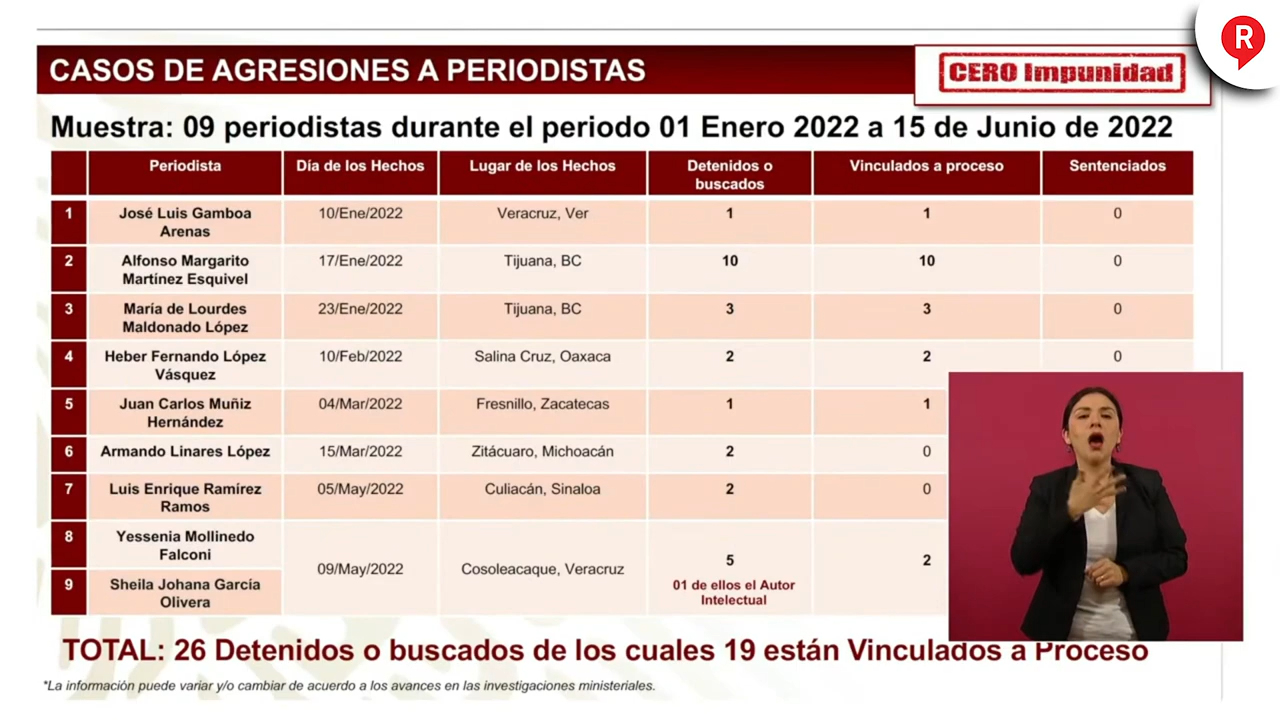 R
CASOS DE AGRESIONES A PERIODISTAS
CERO Impunidad
Muestra: 09 periodistas durante el periodo 01 Enero 2022 a 15 de Junio de 2022
Periodista Día de los Hechos Lugar de los Hechos Detenidos o buscados Vinculados a proceso Sentenciados
1 José Luis Gamboa Arenas 10/Ene/2022 Veracruz, Ver 1 1 0
2 Alfonso Margarito Martínez Esquivel 17/Ene/2022 Tijuana, BC 10 10 0
3 María de Lourdes Maldonado López 23/Ene/2022 Tijuana, BC 3 3 0
4 Heber Fernando López Vásquez 10/Feb/2022 Salina Cruz, Oaxaca 2 2 0
5 Juan Carlos Muñiz Hernández 04/Mar/2022 Fresnillo, Zacatecas 1 1
6 Armando Linares López 15/Mar/2022 Zitácuaro, Michoacán 2 0
7 Luis Enrique Ramírez Ramos 05/May/2022 Culiacán, Sinaloa 2 0
8 Yessenia Mollinedo Falconi 09/May/2022 Cosoleacaque, Veracruz 5 2
01 de ellos el Autor Intelectual
9 Sheila Johana García Olivera
TOTAL: 26 Detenidos o buscados de los cuales 19 están Vinculados a Proceso
*La información puede variar y/o cambiar de acuerdo a los avances en las investigaciones ministeriales.